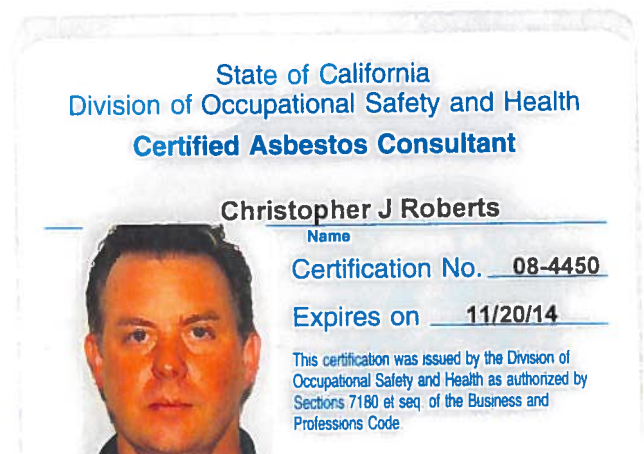 State of California
Division of Occupational Safety and Health
Certified Asbestos Consultant
Christopher J Roberts
Name
Certification No. 08-4450
Expires on 11/20/14
This certification was issued by the Division of
Occupational Safety and Health as authorized by
Sections 7180 et seq. of the Business and
Professions Code.